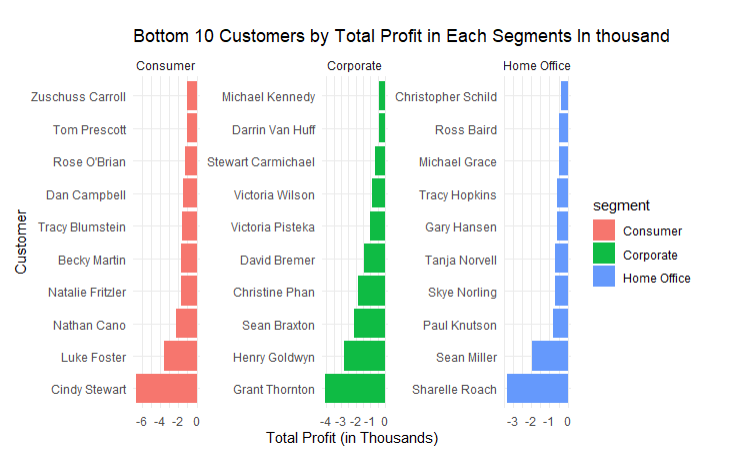 Bottom 10 Customers by Total Profit in Each Segments In thousand
Consumer Corporate Home Office
Zuschuss Carroll Michael Kennedy Christopher Schild
Tom Prescott Darrin Van Huff Ross Baird
Rose O'Brian Stewart Carmichael Michael Grace
Dan Campbell Victoria Wilson Tracy Hopkins
Tracy Blumstein Victoria Pisteka Gary Hansen
Becky Martin David Bremer Tanja Norvell
Natalie Fritzler Christine Phan Skye Norling
Nathan Cano Sean Braxton Paul Knutson
Luke Foster Henry Goldwyn Sean Miller
Cindy Stewart Grant Thornton Sharelle Roach
-6 -4 -2 0 -4 -3 -2 -1 0 -3 -2 -1 0
Total Profit (in Thousands)
Customer
segment
Consumer
Corporate
Home Office